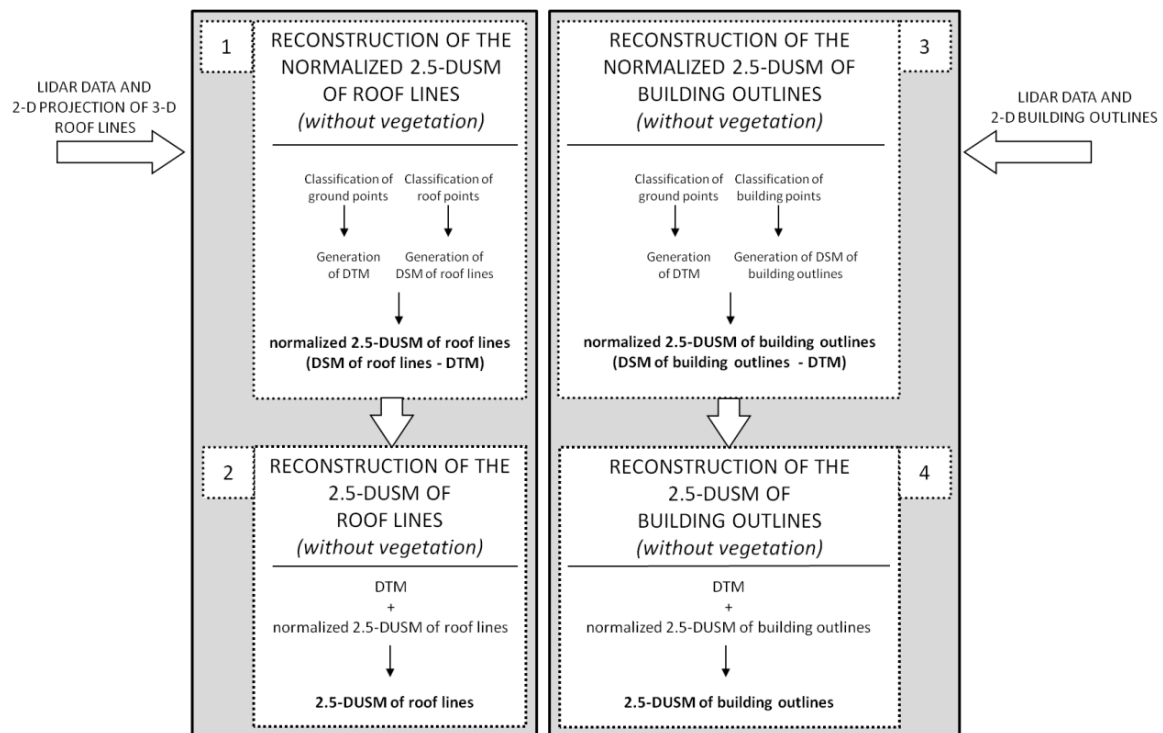 LIDAR DATA AND
2-D PROJECTION OF 3-D
ROOF LINES
1
RECONSTRUCTION OF THE
NORMALIZED 2.5-DUSM
OF ROOF LINES
(without vegetation)
Classification of
ground points
Classification of
roof points
Generation
of DTM
Generation of
DSM of roof lines
normalized 2.5-DUSM of roof lines
(DSM of roof lines - DTM)
2
RECONSTRUCTION OF THE
2.5-DUSM OF
ROOF LINES
(without vegetation)
DTM
+
normalized 2.5-DUSM of roof lines
2.5-DUSM of roof lines
3
RECONSTRUCTION OF THE
NORMALIZED 2.5-DUSM OF
BUILDING OUTLINES
(without vegetation)
LIDAR DATA AND
2-D BUILDING OUTLINES
Classification of
ground points
Classification of
building points
Generation
of DTM
Generation of DSM of
building outlines
normalized 2.5-DUSM of building outlines
(DSM of building outlines - DTM)
4
RECONSTRUCTION OF THE
2.5-DUSM OF
BUILDING OUTLINES
(without vegetation)
DTM
+
normalized 2.5-DUSM of building outlines
2.5-DUSM of building outlines